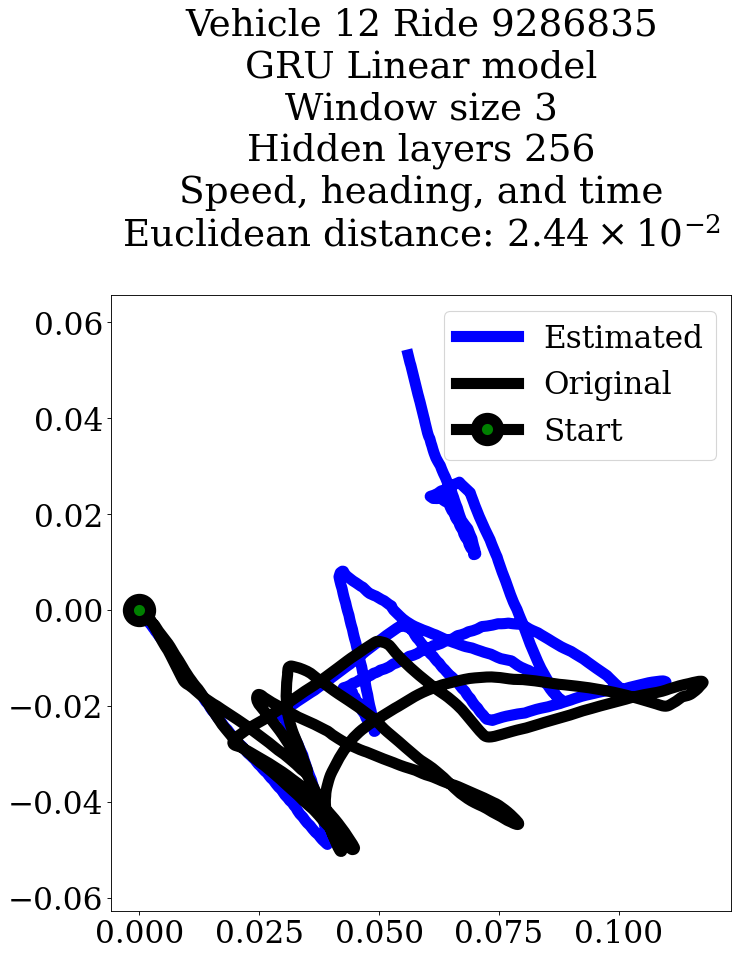 Vehicle 12 Ride 9286835
GRU Linear model
Window size 3
Hidden layers 256
Speed, heading, and time
Euclidean distance: 2.44 × 10⁻²
Estimated
Original
Start
0.06
0.04
0.02
0.00
−0.02
−0.04
−0.06
0.000 0.025 0.050 0.075 0.100